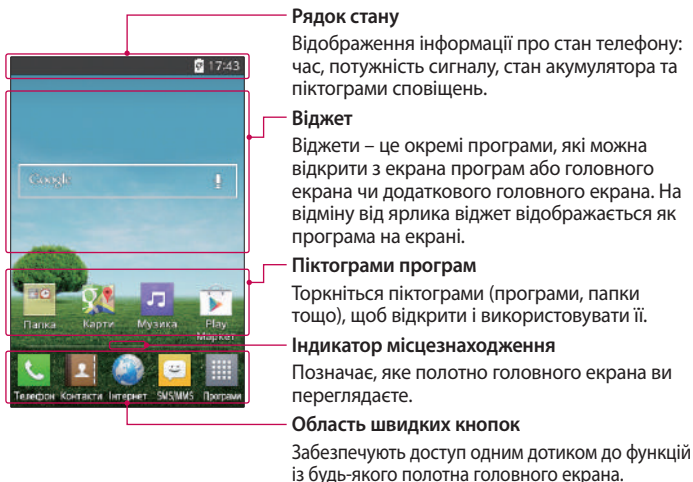 Рядок стану
Відображення інформації про стан телефону:
час, потужність сигналу, стан акумулятора та
піктограми сповіщень.
Віджет
Віджети – це окремі програми, які можна
відкрити з екрана програм або головного
екрана чи додаткового головного екрана. На
відміну від ярлика віджет відображається як
програма на екрані.
Піктограми програм
Торкніться піктограми (програми, папки
тощо), щоб відкрити і використовувати її.
Індикатор місцезнаходження
Позначає, яке полотно головного екрана ви
переглядаєте.
Область швидких кнопок
Забезпечують доступ одним дотиком до функцій
із будь-якого полотна головного екрана.
17:43
Google
Папка Карти Музика Play
Маркет
Телефон Контакти Інтернет SMS/MMS Програми